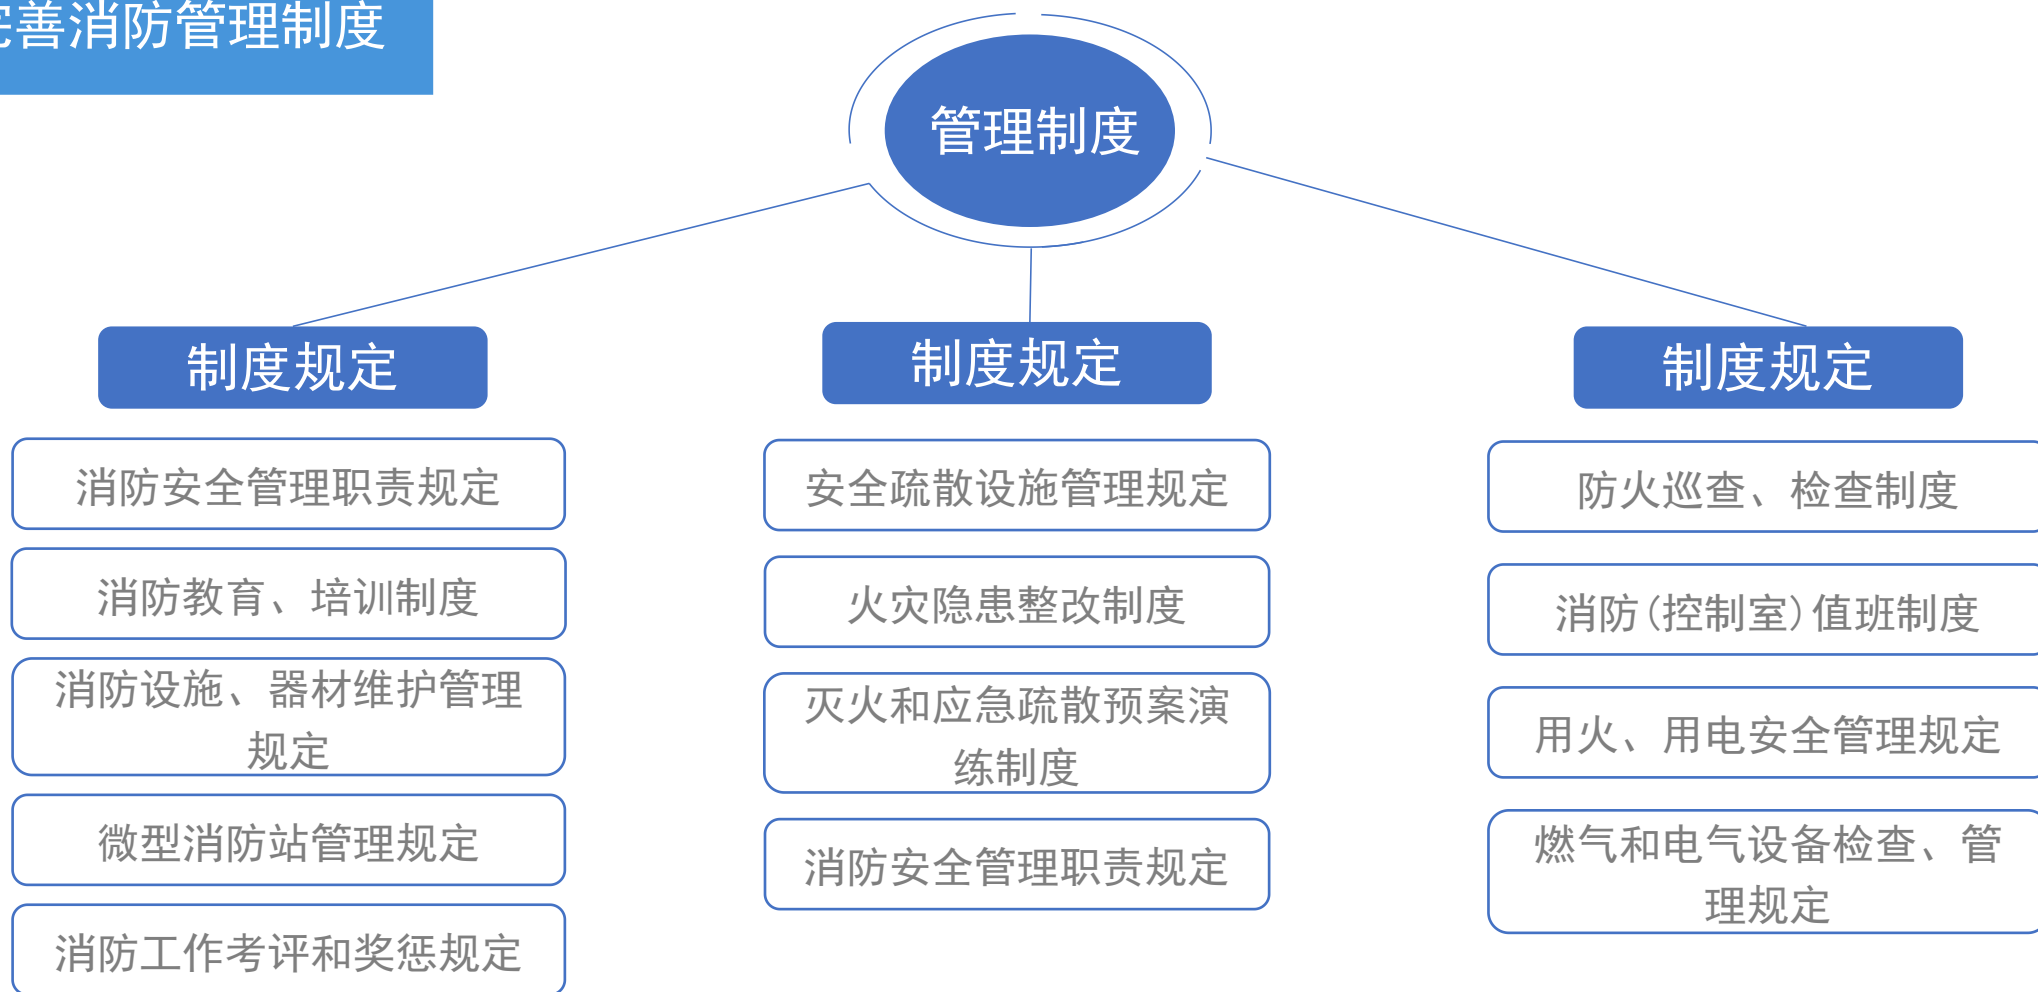 完善消防管理制度
管理制度
制度规定
消防安全管理职责规定
消防教育、培训制度
消防设施、器材维护管理
规定
微型消防站管理规定
消防工作考评和奖惩规定
制度规定
安全疏散设施管理规定
火灾隐患整改制度
灭火和应急疏散预案演
练制度
消防安全管理职责规定
制度规定
防火巡查、检查制度
消防(控制室)值班制度
用火、用电安全管理规定
燃气和电气设备检查、管
理规定